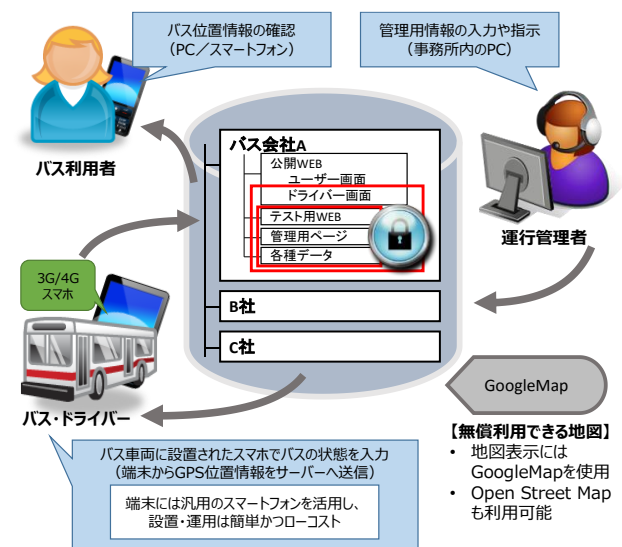 バス位置情報の確認
（PC／スマートフォン）
管理用情報の入力や指示
（事務所内のPC）
バス利用者
バス会社A
公開WEB
ユーザー画面
ドライバー画面
テスト用WEB
管理用ページ
各種データ
運行管理者
3G/4G
スマホ
B社
C社
バス・ドライバー
GoogleMap
【無償利用できる地図】
• 地図表示には
GoogleMapを使用
• Open Street Map
も利用可能
バス車両に設置されたスマホでバスの状態を入力
（端末からGPS位置情報をサーバーへ送信）
端末には汎用のスマートフォンを活用し、
設置・運用は簡単かつローコスト